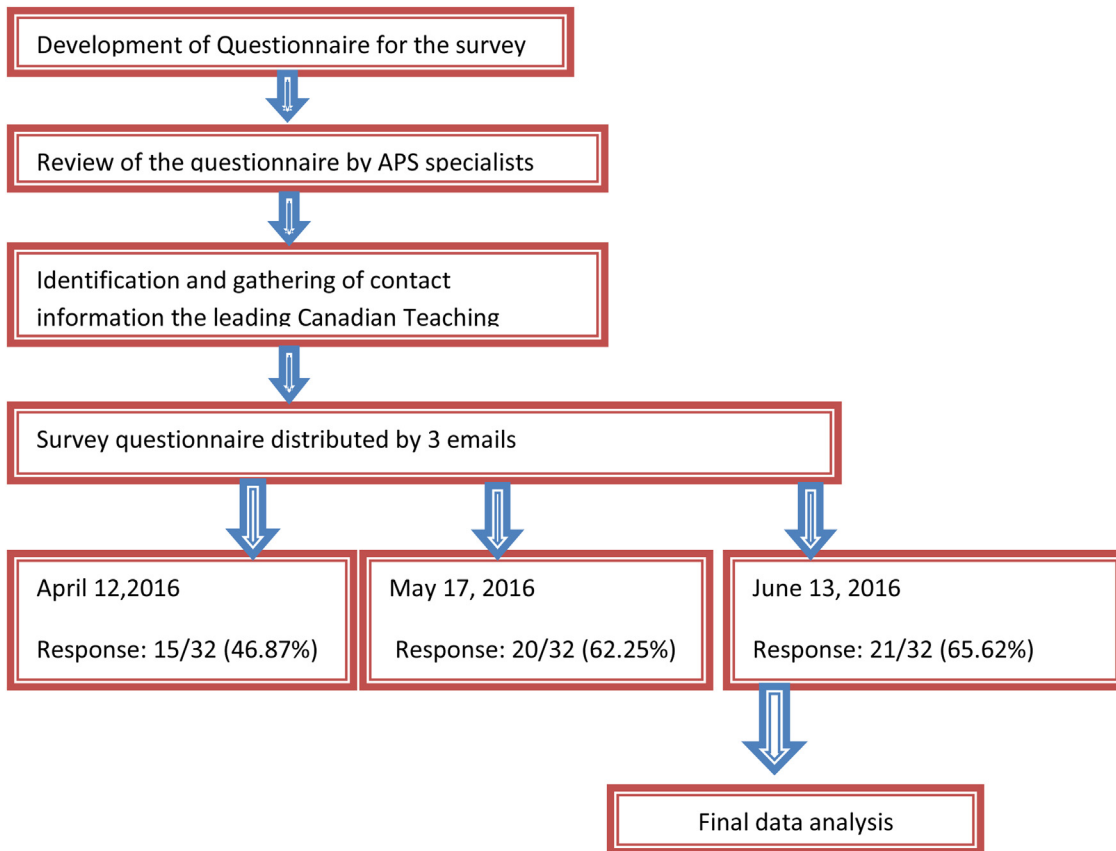 Development of Questionnaire for the survey
Review of the questionnaire by APS specialists
Identification and gathering of contact
information the leading Canadian Teaching
Survey questionnaire distributed by 3 emails
April 12,2016
Response: 15/32 (46.87%)
May 17, 2016
Response: 20/32 (62.25%)
June 13, 2016
Response: 21/32 (65.62%)
Final data analysis